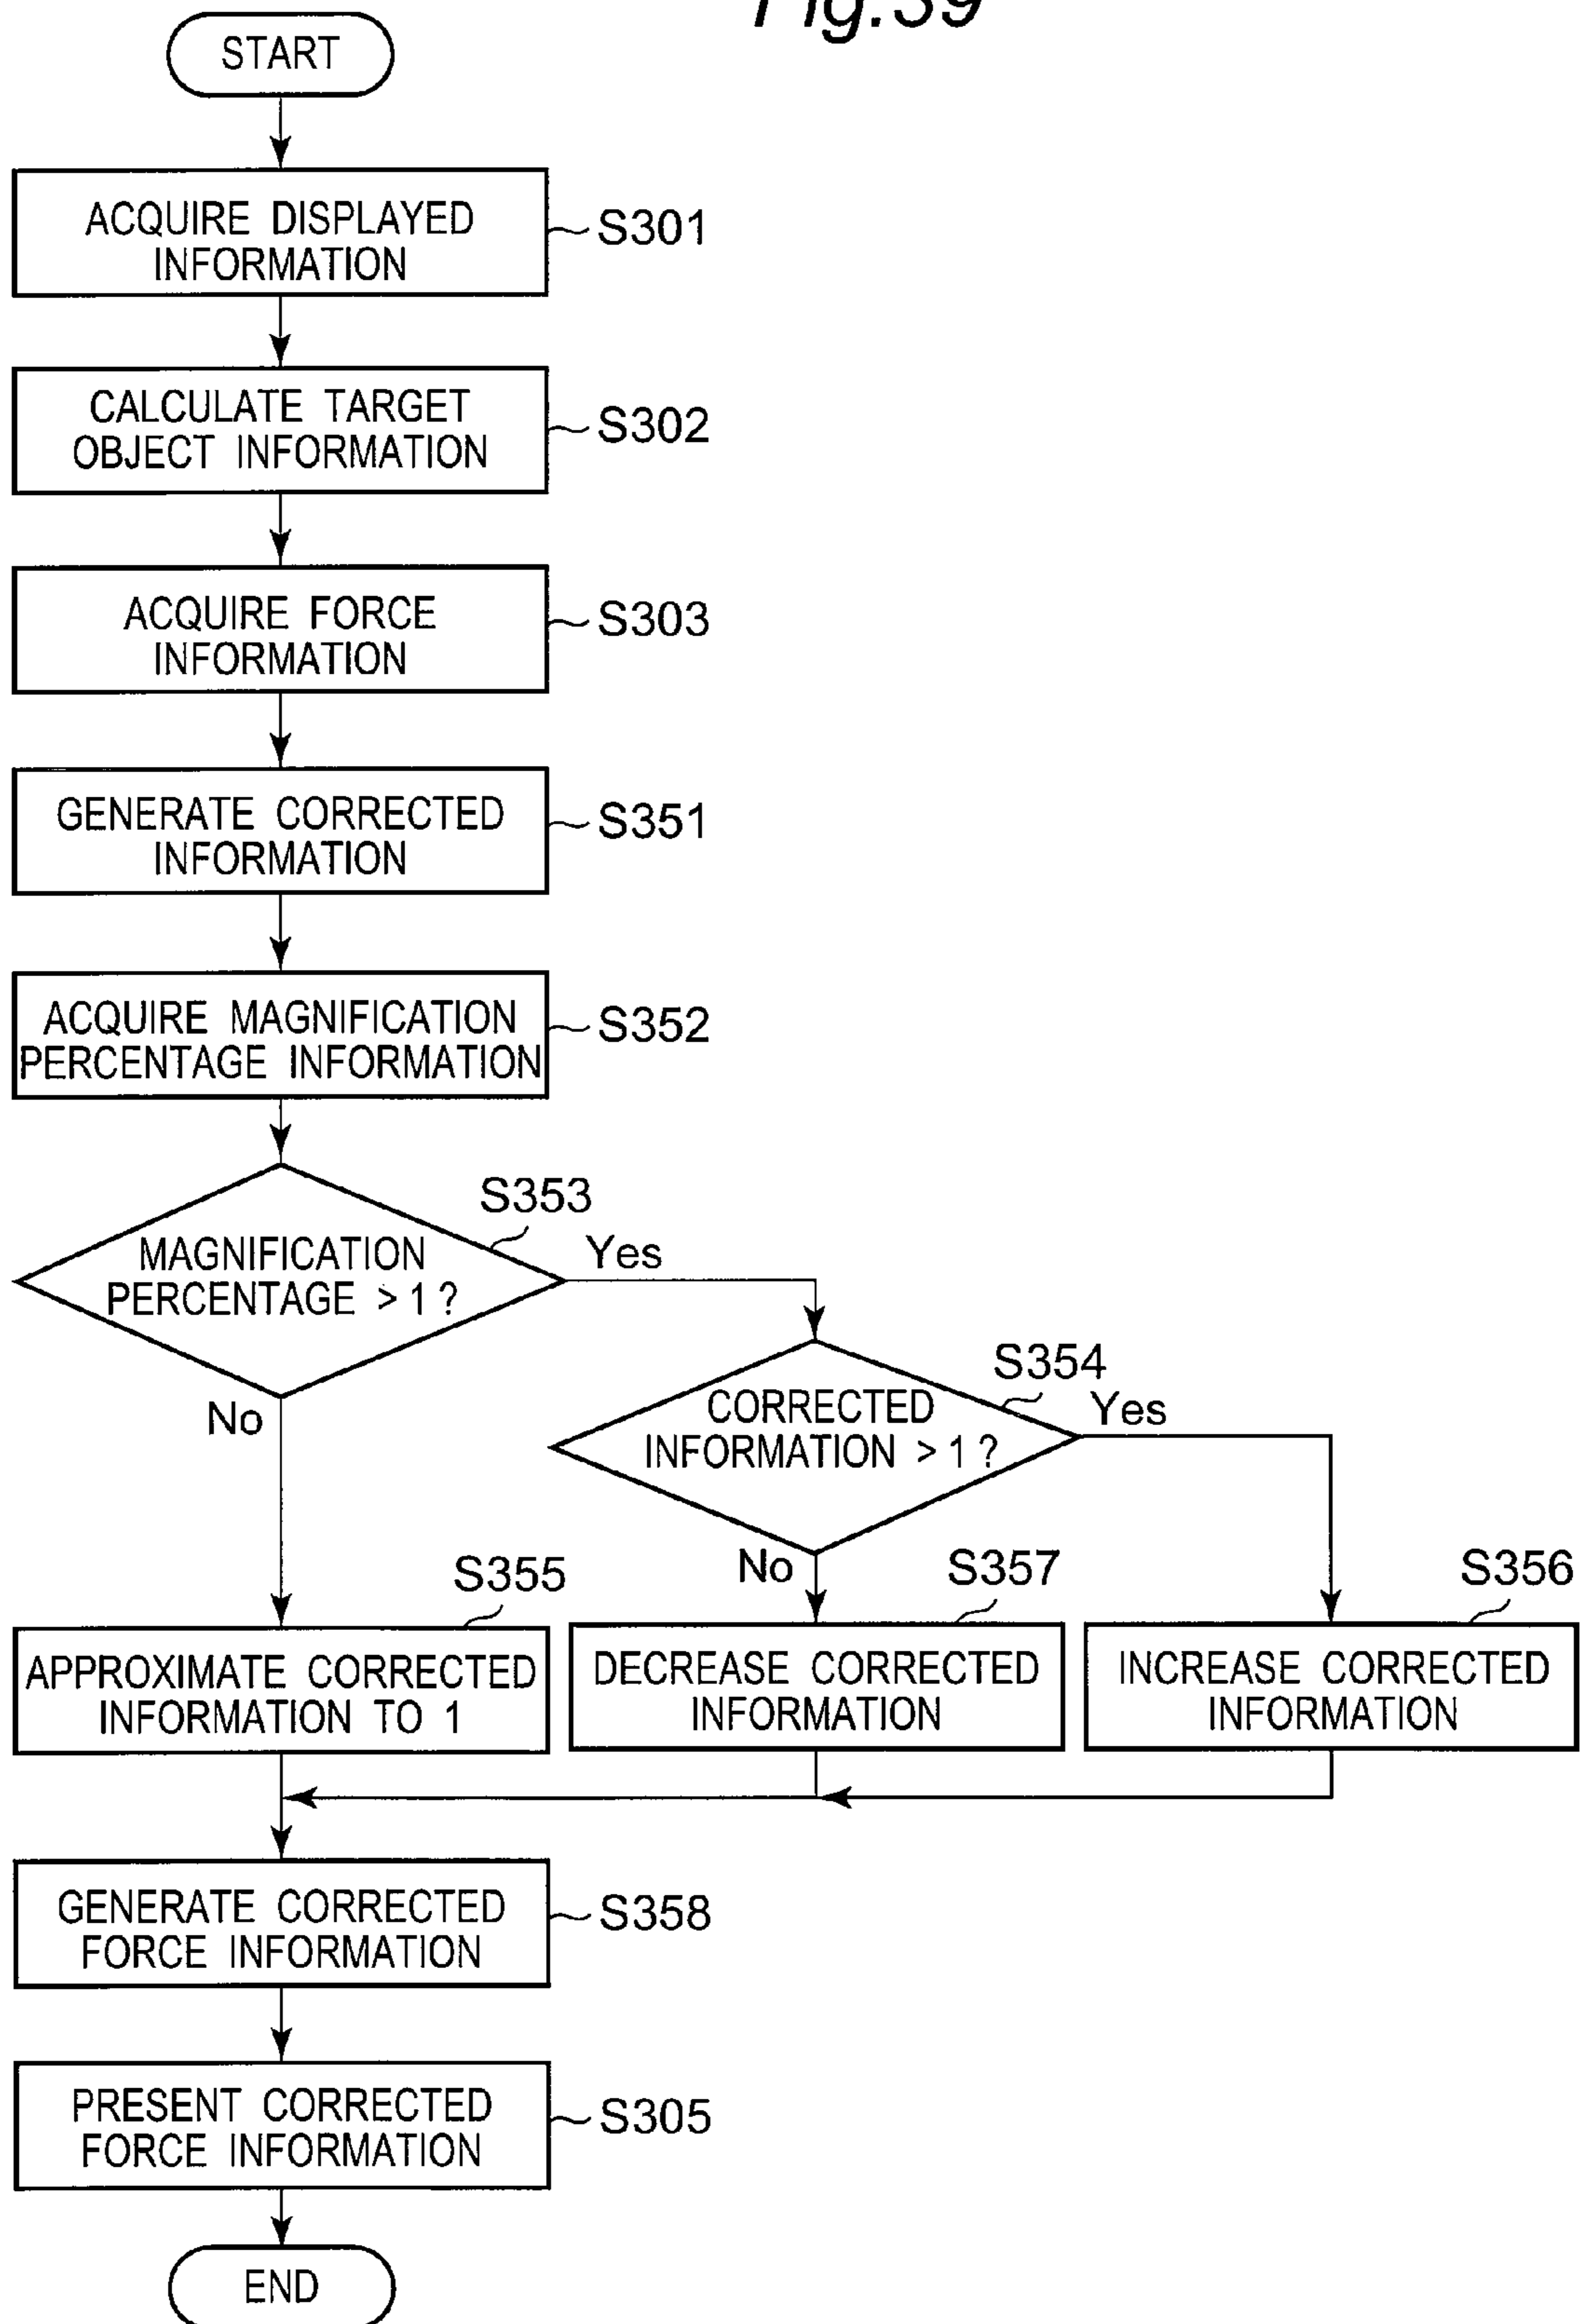 Fig.39
START
ACQUIRE DISPLAYED
INFORMATION
S301
CALCULATE TARGET
OBJECT INFORMATION
S302
ACQUIRE FORCE
INFORMATION
S303
GENERATE CORRECTED
INFORMATION
S351
ACQUIRE MAGNIFICATION
PERCENTAGE INFORMATION
S352
S353
MAGNIFICATION
PERCENTAGE > 1 ?
Yes
No
S354
CORRECTED
INFORMATION > 1 ?
Yes
No
S355
APPROXIMATE CORRECTED
INFORMATION TO 1
S357
DECREASE CORRECTED
INFORMATION
S356
INCREASE CORRECTED
INFORMATION
GENERATE CORRECTED
FORCE INFORMATION
S358
PRESENT CORRECTED
FORCE INFORMATION
S305
END